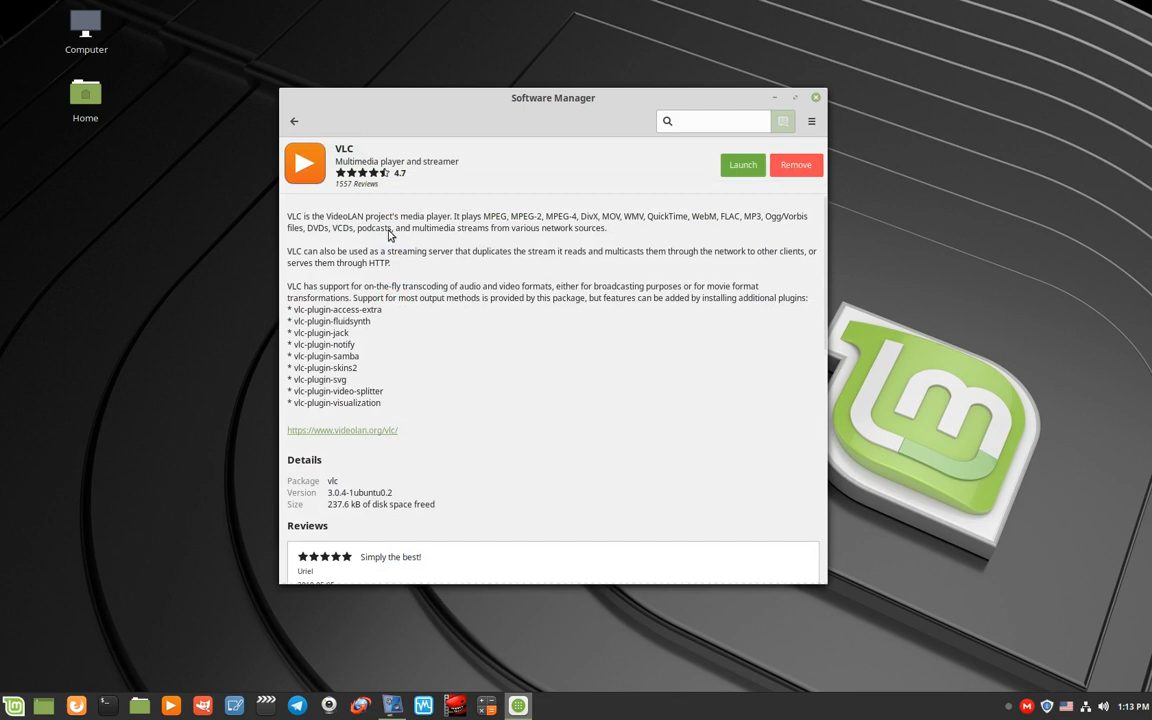 Computer
Home
Software Manager
VLC
Multimedia player and streamer
4.7
1557 Reviews
Launch
Remove
VLC is the VideoLAN project's media player. It plays MPEG, MPEG-2, MPEG-4, DivX, MOV, WMV, QuickTime, WebM, FLAC, MP3, Ogg/Vorbis
files, DVDs, VCDs, podcasts, and multimedia streams from various network sources.
VLC can also be used as a streaming server that duplicates the stream it reads and multicasts them through the network to other clients, or
serves them through HTTP.
VLC has support for on-the-fly transcoding of audio and video formats, either for broadcasting purposes or for movie format
transformations. Support for most output methods is provided by this package, but features can be added by installing additional plugins:
* vlc-plugin-access-extra
* vlc-plugin-fluidsynth
* vlc-plugin-jack
* vlc-plugin-notify
* vlc-plugin-samba
* vlc-plugin-skins2
* vlc-plugin-svg
* vlc-plugin-video-splitter
* vlc-plugin-visualization
https://www.videolan.org/vlc/
Details
Package vlc
Version 3.0.4-1ubuntu0.2
Size 237.6 kB of disk space freed
Reviews
Simply the best!
Uriel
1:13 PM